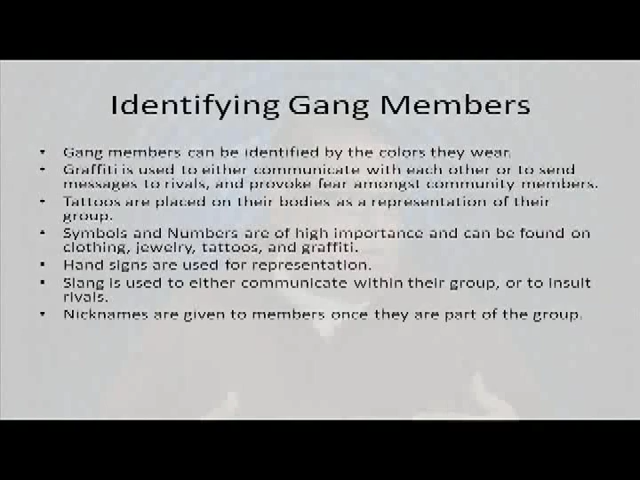 Identifying Gang Members
• Gang members can be identified by the colors they wear.
• Graffiti is used to either communicate with each other or to send
messages to rivals, and provoke fear amongst community members.
• Tattoos are placed on their bodies as a representation of their
group.
• Symbols and Numbers are of high importance and can be found on
clothing, jewelry, tattoos, and graffiti.
• Hand signs are used for representation.
• Slang is used to either communicate within their group, or to insult
rivals.
• Nicknames are given to members once they are part of the group.